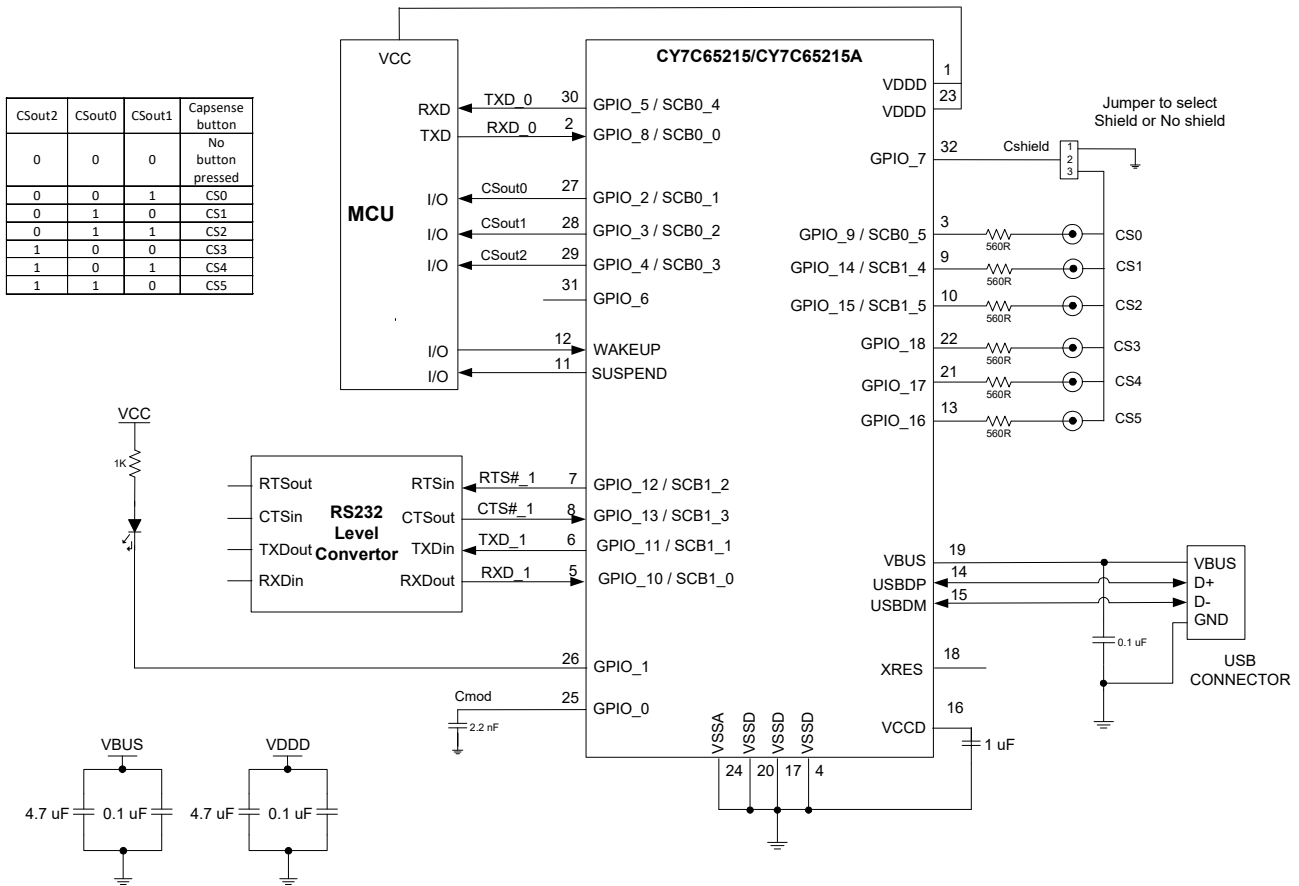 CSout2 CSout0 CSout1 Capsense button
0 0 0 No button pressed
0 0 1 CS0
0 1 0 CS1
0 1 1 CS2
1 0 0 CS3
1 0 1 CS4
1 1 0 CS5
VCC
MCU
RXD
TXD
I/O
I/O
I/O
I/O
I/O
TXD_0
RXD_0
CSout0
CSout1
CSout2
CY7C65215/CY7C65215A
30 GPIO_5 / SCB0_4
2 GPIO_8 / SCB0_0
27 GPIO_2 / SCB0_1
28 GPIO_3 / SCB0_2
29 GPIO_4 / SCB0_3
31 GPIO_6
12 WAKEUP
11 SUSPEND
7 GPIO_12 / SCB1_2
8 GPIO_13 / SCB1_3
6 GPIO_11 / SCB1_1
5 GPIO_10 / SCB1_0
26 GPIO_1
25 GPIO_0
VDDD 1
VDDD 23
GPIO_7 32
Cshield
1
2
3
Jumper to select
Shield or No shield
GPIO_9 / SCB0_5 3 560R CS0
GPIO_14 / SCB1_4 9 560R CS1
GPIO_15 / SCB1_5 10 560R CS2
GPIO_18 22 560R CS3
GPIO_17 21 560R CS4
GPIO_16 13 560R CS5
VBUS 19
USBDP 14
USBDM 15
XRES 18
VCCD 16
1 uF
0.1 uF
VBUS
D+
D-
GND
USB
CONNECTOR
VSSA VSSD VSSD VSSD
24 20 17 4
VCC
1K
RTSout RTSin RTS#_1
CTSin CTSout CTS#_1
TXDout TXDin TXD_1
RXDin RXDout RXD_1
RS232
Level
Convertor
Cmod
2.2 nF
VBUS
4.7 uF 0.1 uF
VDDD
4.7 uF 0.1 uF